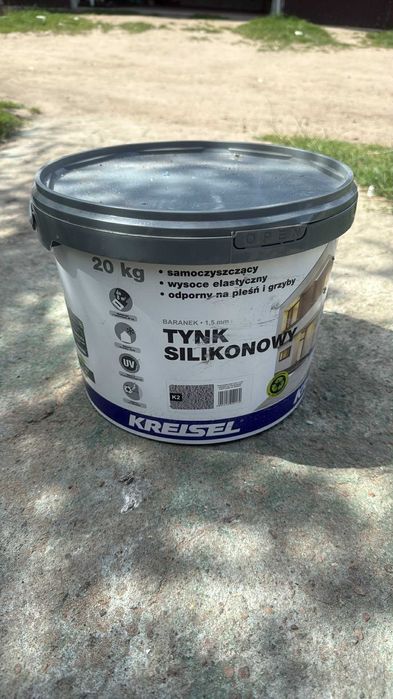 OPEN
20 kg
• samoczyszczący
• wysoce elastyczny
• odporny na pleśń i grzyby
BARANEK • 1,5 mm
TYNK
SILIKONOWY
UV
K2
KREISEL
K